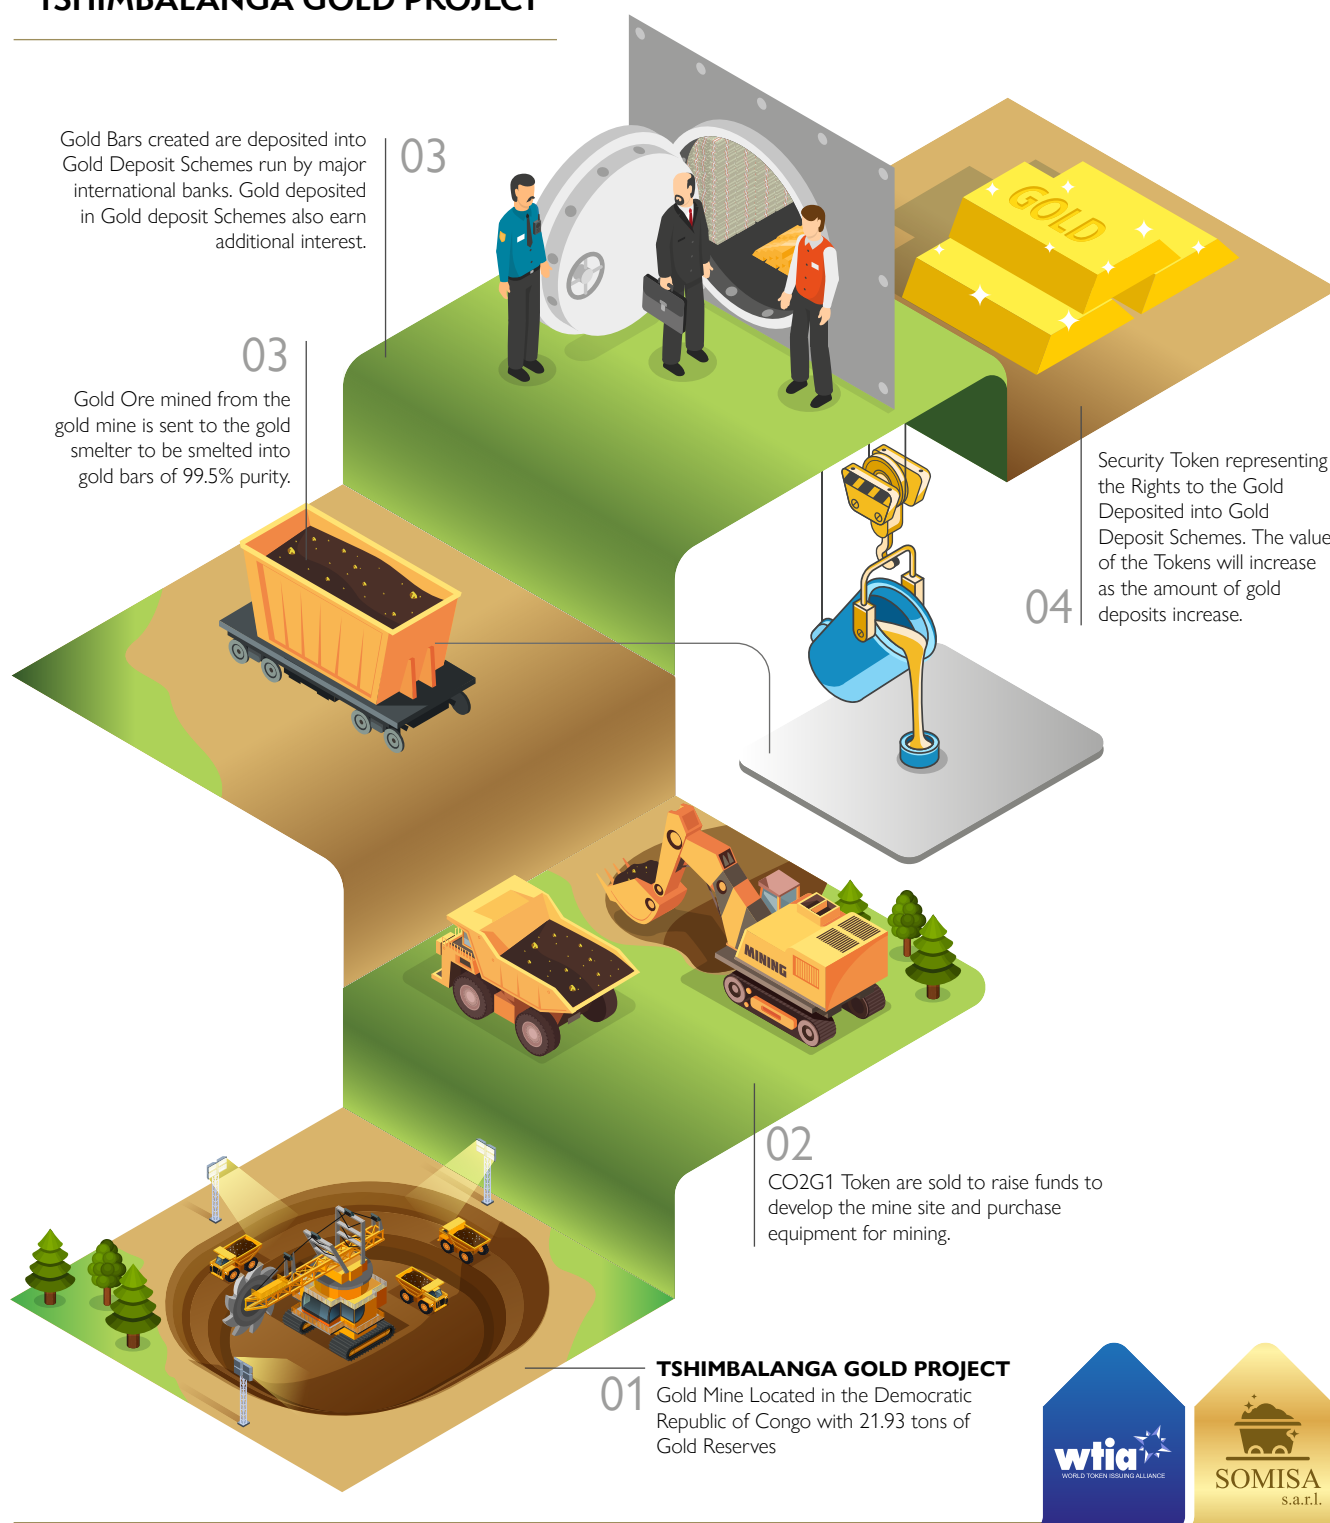 TSHIMBALANGA GOLD PROJECT
Gold Bars created are deposited into
Gold Deposit Schemes run by major
international banks. Gold deposited
in Gold deposit Schemes also earn
additional interest.
03
GOLD
03
Gold Ore mined from the
gold mine is sent to the gold
smelter to be smelted into
gold bars of 99.5% purity.
Security Token representing
the Rights to the Gold
Deposited into Gold
Deposit Schemes. The value
of the Tokens will increase
as the amount of gold
deposits increase.
04
MINING
02
CO2G1 Token are sold to raise funds to
develop the mine site and purchase
equipment for mining.
01
TSHIMBALANGA GOLD PROJECT
Gold Mine Located in the Democratic
Republic of Congo with 21.93 tons of
Gold Reserves
wtia
WORLD TOKEN ISSUING ALLIANCE
SOMISA
s.a.r.l.